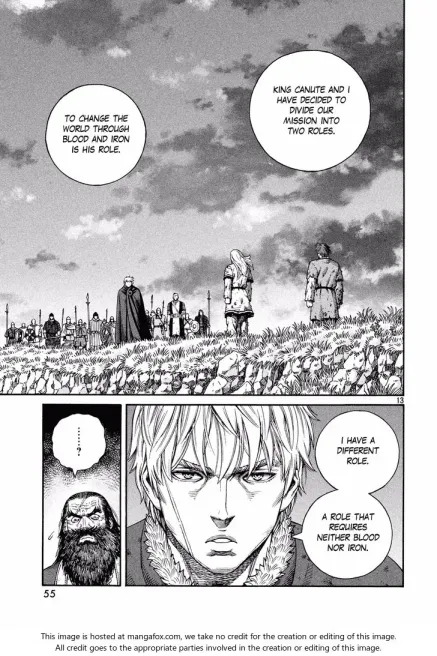 KING CANUTE AND I
HAVE DECIDED TO
DIVIDE OUR
MISSION INTO
TWO ROLES.
TO CHANGE THE
WORLD THROUGH
BLOOD AND IRON
IS HIS ROLE.
13
I HAVE A
DIFFERENT
ROLE.
A ROLE THAT
REQUIRES
NEITHER BLOOD
NOR IRON.
......
?
55
This image is hosted at mangafox.com, we take no credit for the creation or editing of this image.
All credit goes to the appropriate parties involved in the creation or editing of this image.